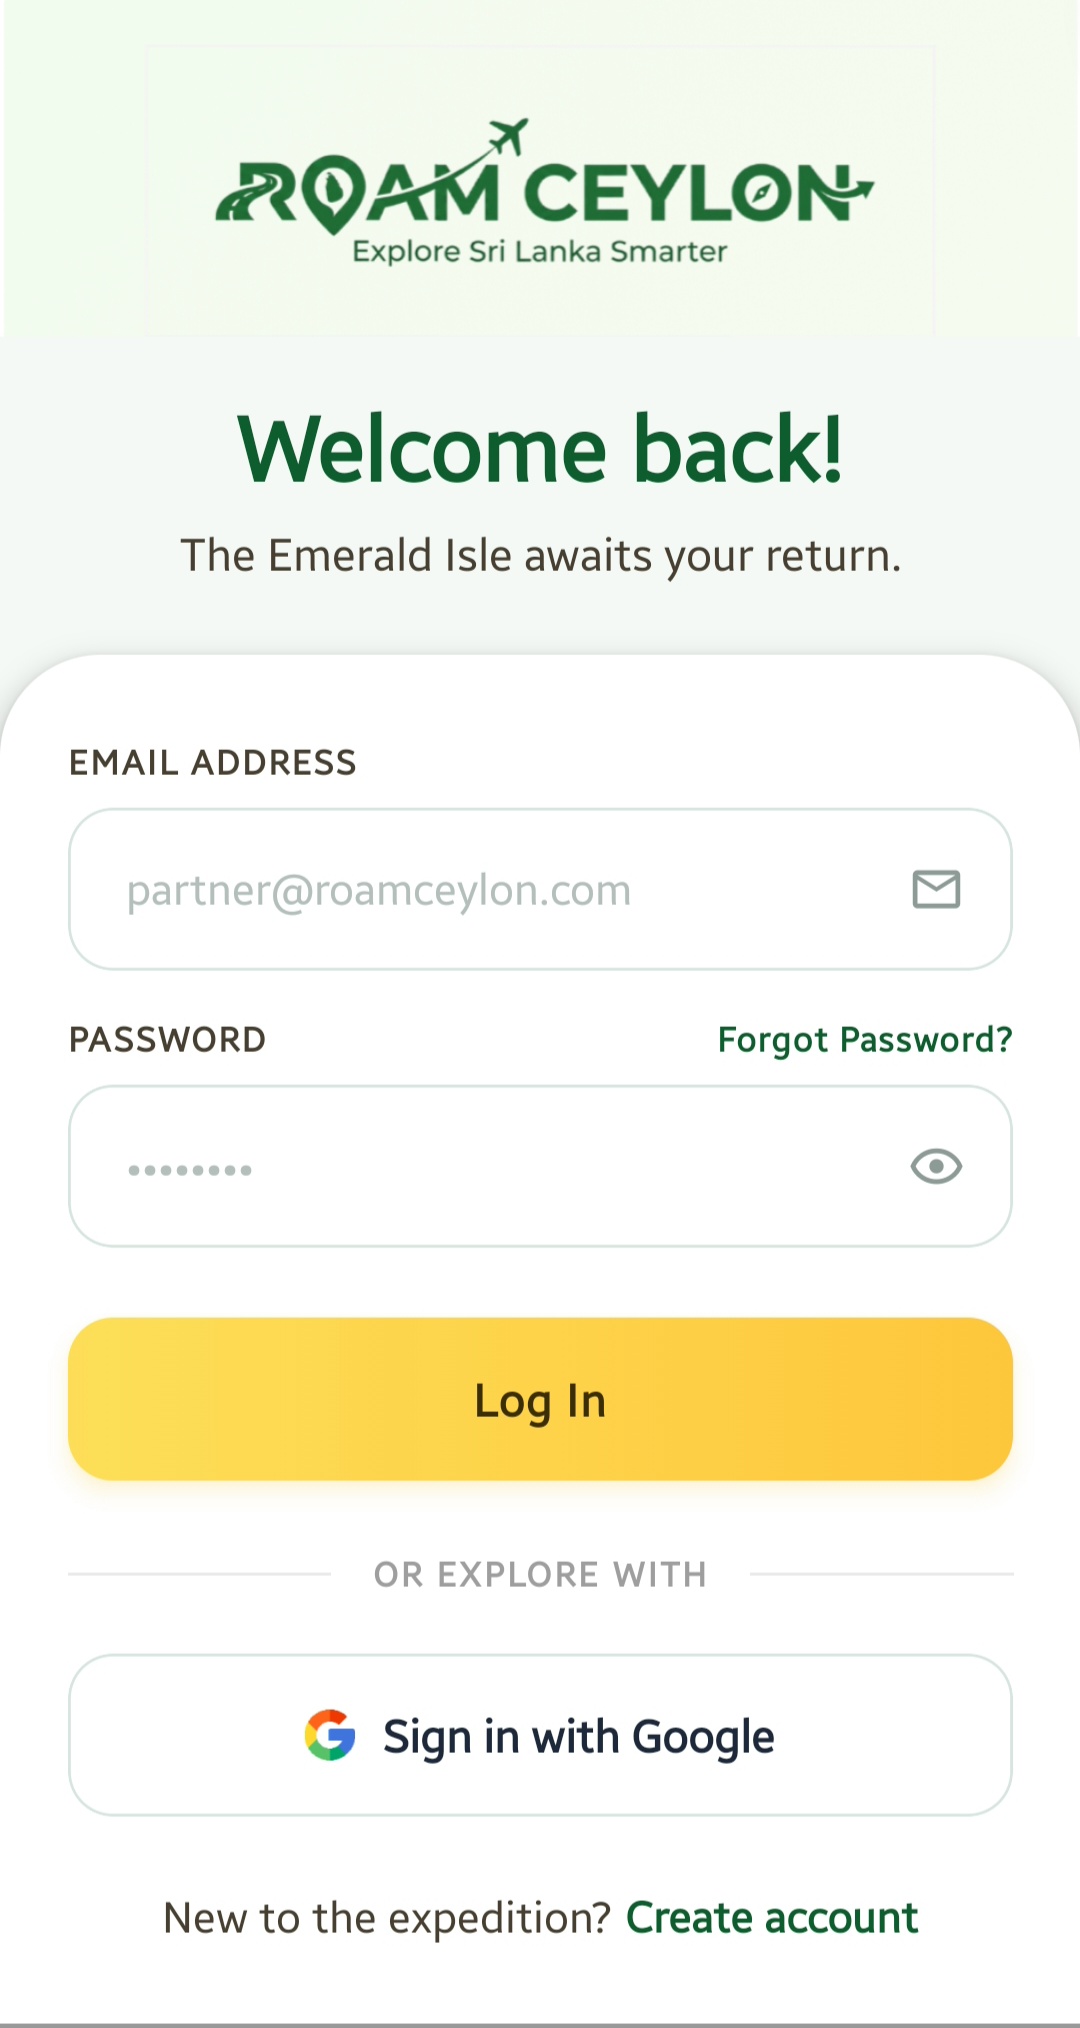 ROAM CEYLON
Explore Sri Lanka Smarter
Welcome back!
The Emerald Isle awaits your return.
EMAIL ADDRESS
partner@roamceylon.com
PASSWORD Forgot Password?
••••••••
Log In
OR EXPLORE WITH
Sign in with Google
New to the expedition? Create account